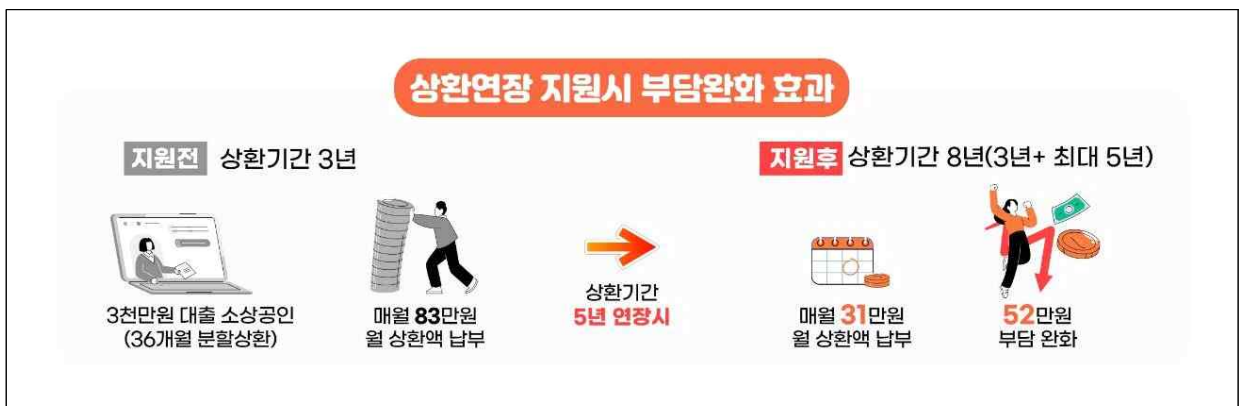 상환연장 지원시 부담완화 효과
지원전 상환기간 3년
3천만원 대출 소상공인
(36개월 분할상환)
매월 83만원
월 상환액 납부
상환기간
5년 연장시
지원후 상환기간 8년(3년+ 최대 5년)
매월 31만원
월 상환액 납부
52만원
부담 완화